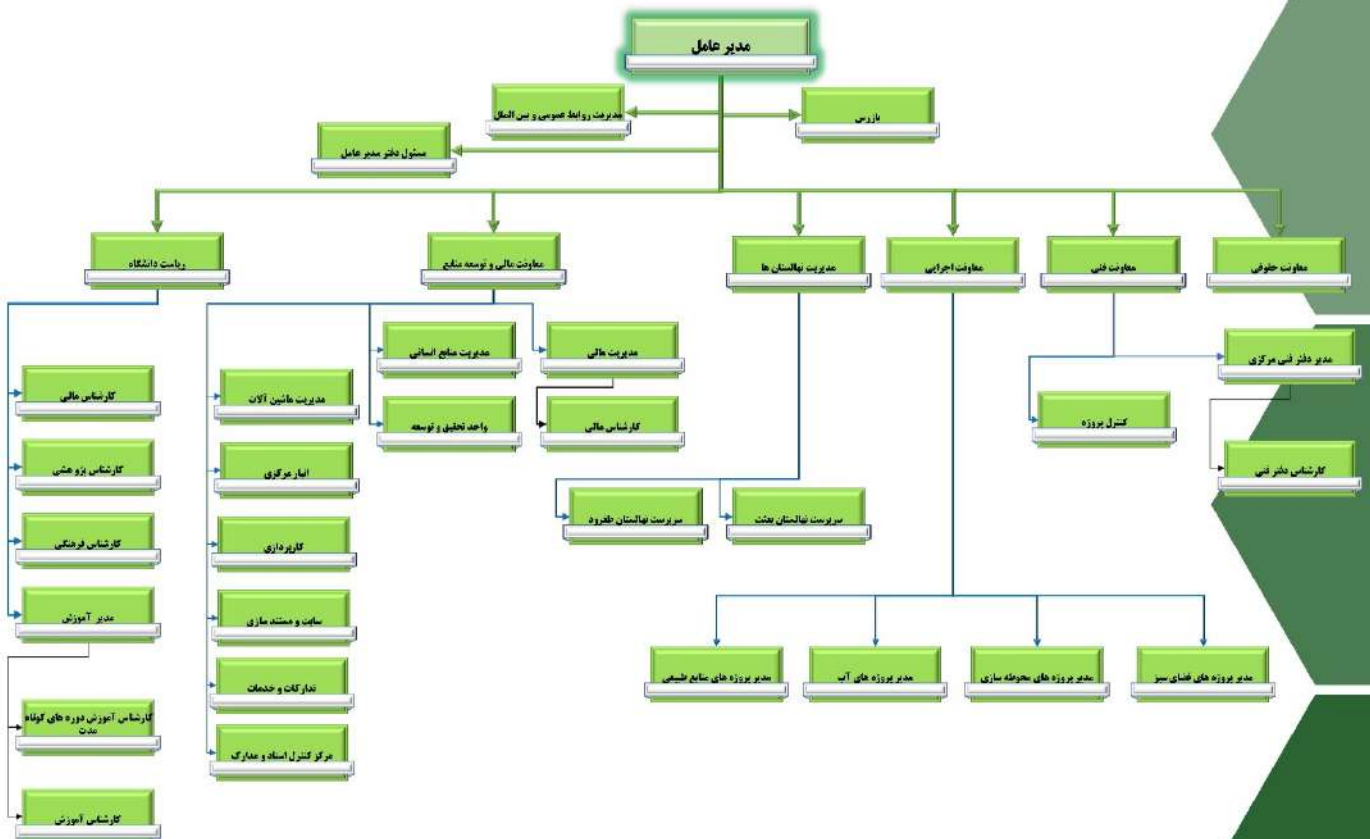 مدیر عامل
بازرس
مدیریت روابط عمومی و بین الملل
مسئول دفتر مدیر عامل
معاونت حقوقی
معاونت فنی
معاونت اجرایی
مدیریت نهالستان ها
معاونت مالی و توسعه منابع
ریاست دانشگاه
مدیر دفتر فنی مرکزی
کارشناس دفتر فنی
کنترل پروژه
مدیر پروژه های فضای سبز
مدیر پروژه های محوطه سازی
مدیر پروژه های آب
مدیر پروژه های منابع طبیعی
سرپرست نهالستان بعثت
سرپرست نهالستان طغرود
مدیریت مالی
کارشناس مالی
مدیریت منابع انسانی
واحد تحقیق و توسعه
مدیریت ماشین آلات
انبار مرکزی
کارپردازی
سایت و مستند سازی
تدارکات و خدمات
مرکز کنترل اسناد و مدارک
کارشناس مالی
کارشناس پژوهشی
کارشناس فرهنگی
مدیر آموزش
کارشناس آموزش دوره های کوتاه
مدت
کارشناس آموزش